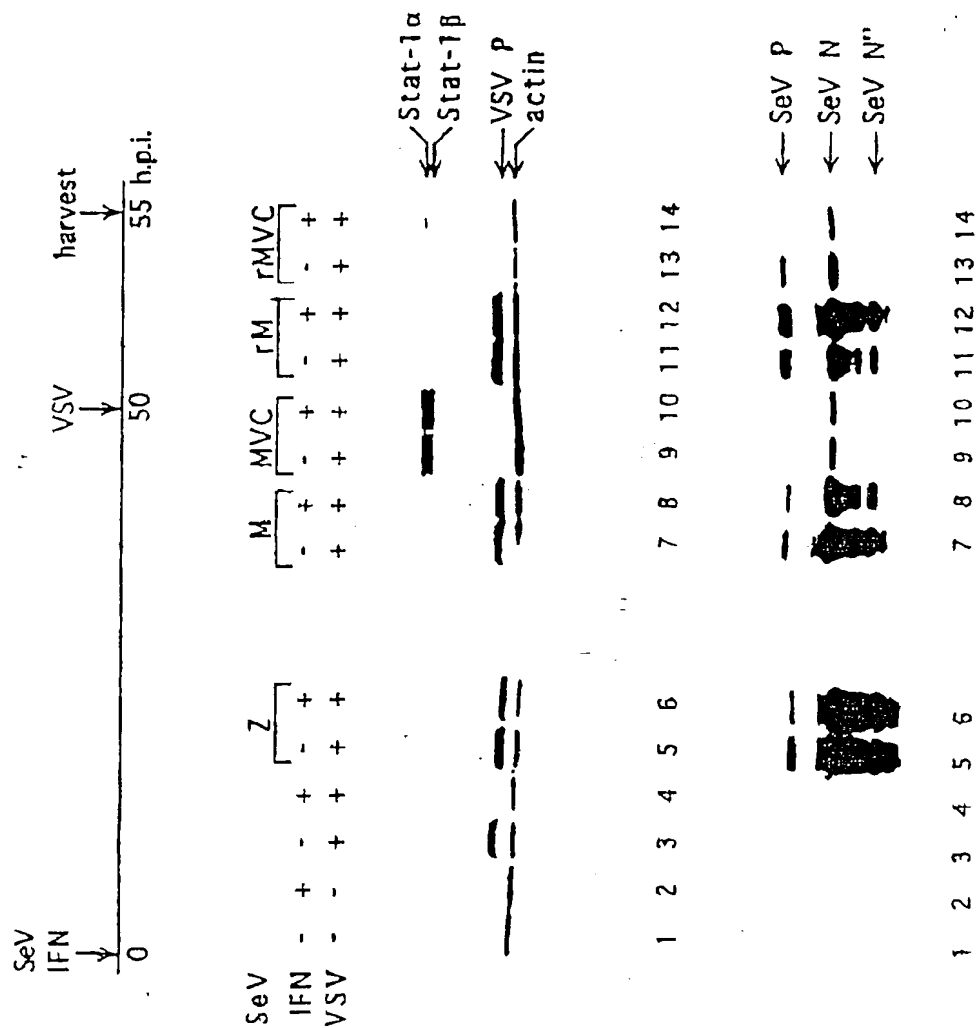 SeV
IFN
VSV
harvest
0
50
55 h.p.i.
SeV
Z
M
MVC
rM
rMVC
IFN - + - + - + - + - + - + - +
VSV - - + + + + + + + + + + + +
Stat-1α
Stat-1β
VSV P
actin
1 2 3 4 5 6 7 8 9 10 11 12 13 14
SeV P
SeV N
SeV N"
1 2 3 4 5 6 7 8 9 10 11 12 13 14